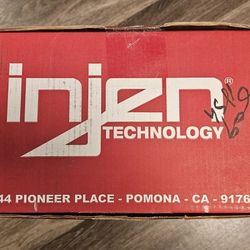 injen
TECHNOLOGY
44 PIONEER PLACE - POMONA - CA - 9176